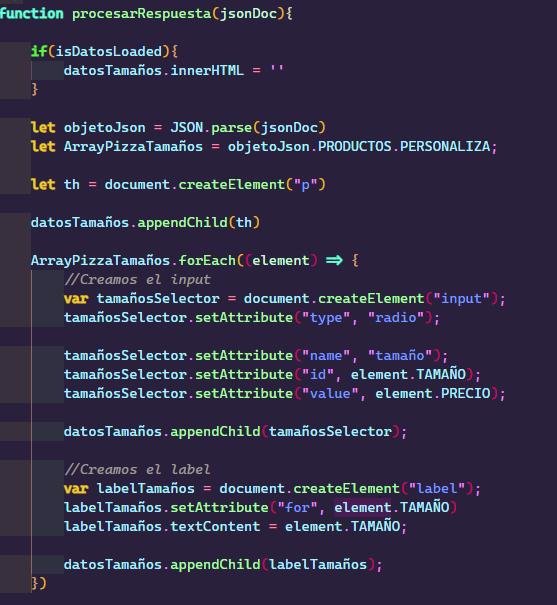 function procesarRespuesta(jsonDoc){
if(isDatosLoaded){
datosTamaños.innerHTML = ''
}
let objetoJson = JSON.parse(jsonDoc)
let ArrayPizzaTamaños = objetoJson.PRODUCTOS.PERSONALIZA;
let th = document.createElement("p")
datosTamaños.appendChild(th)
ArrayPizzaTamaños.forEach((element) => {
//Creamos el input
var tamañosSelector = document.createElement("input");
tamañosSelector.setAttribute("type", "radio");
tamañosSelector.setAttribute("name", "tamaño");
tamañosSelector.setAttribute("id", element.TAMAÑO);
tamañosSelector.setAttribute("value", element.PRECIO);
datosTamaños.appendChild(tamañosSelector);
//Creamos el label
var labelTamaños = document.createElement("label");
labelTamaños.setAttribute("for", element.TAMAÑO)
labelTamaños.textContent = element.TAMAÑO;
datosTamaños.appendChild(labelTamaños);
})